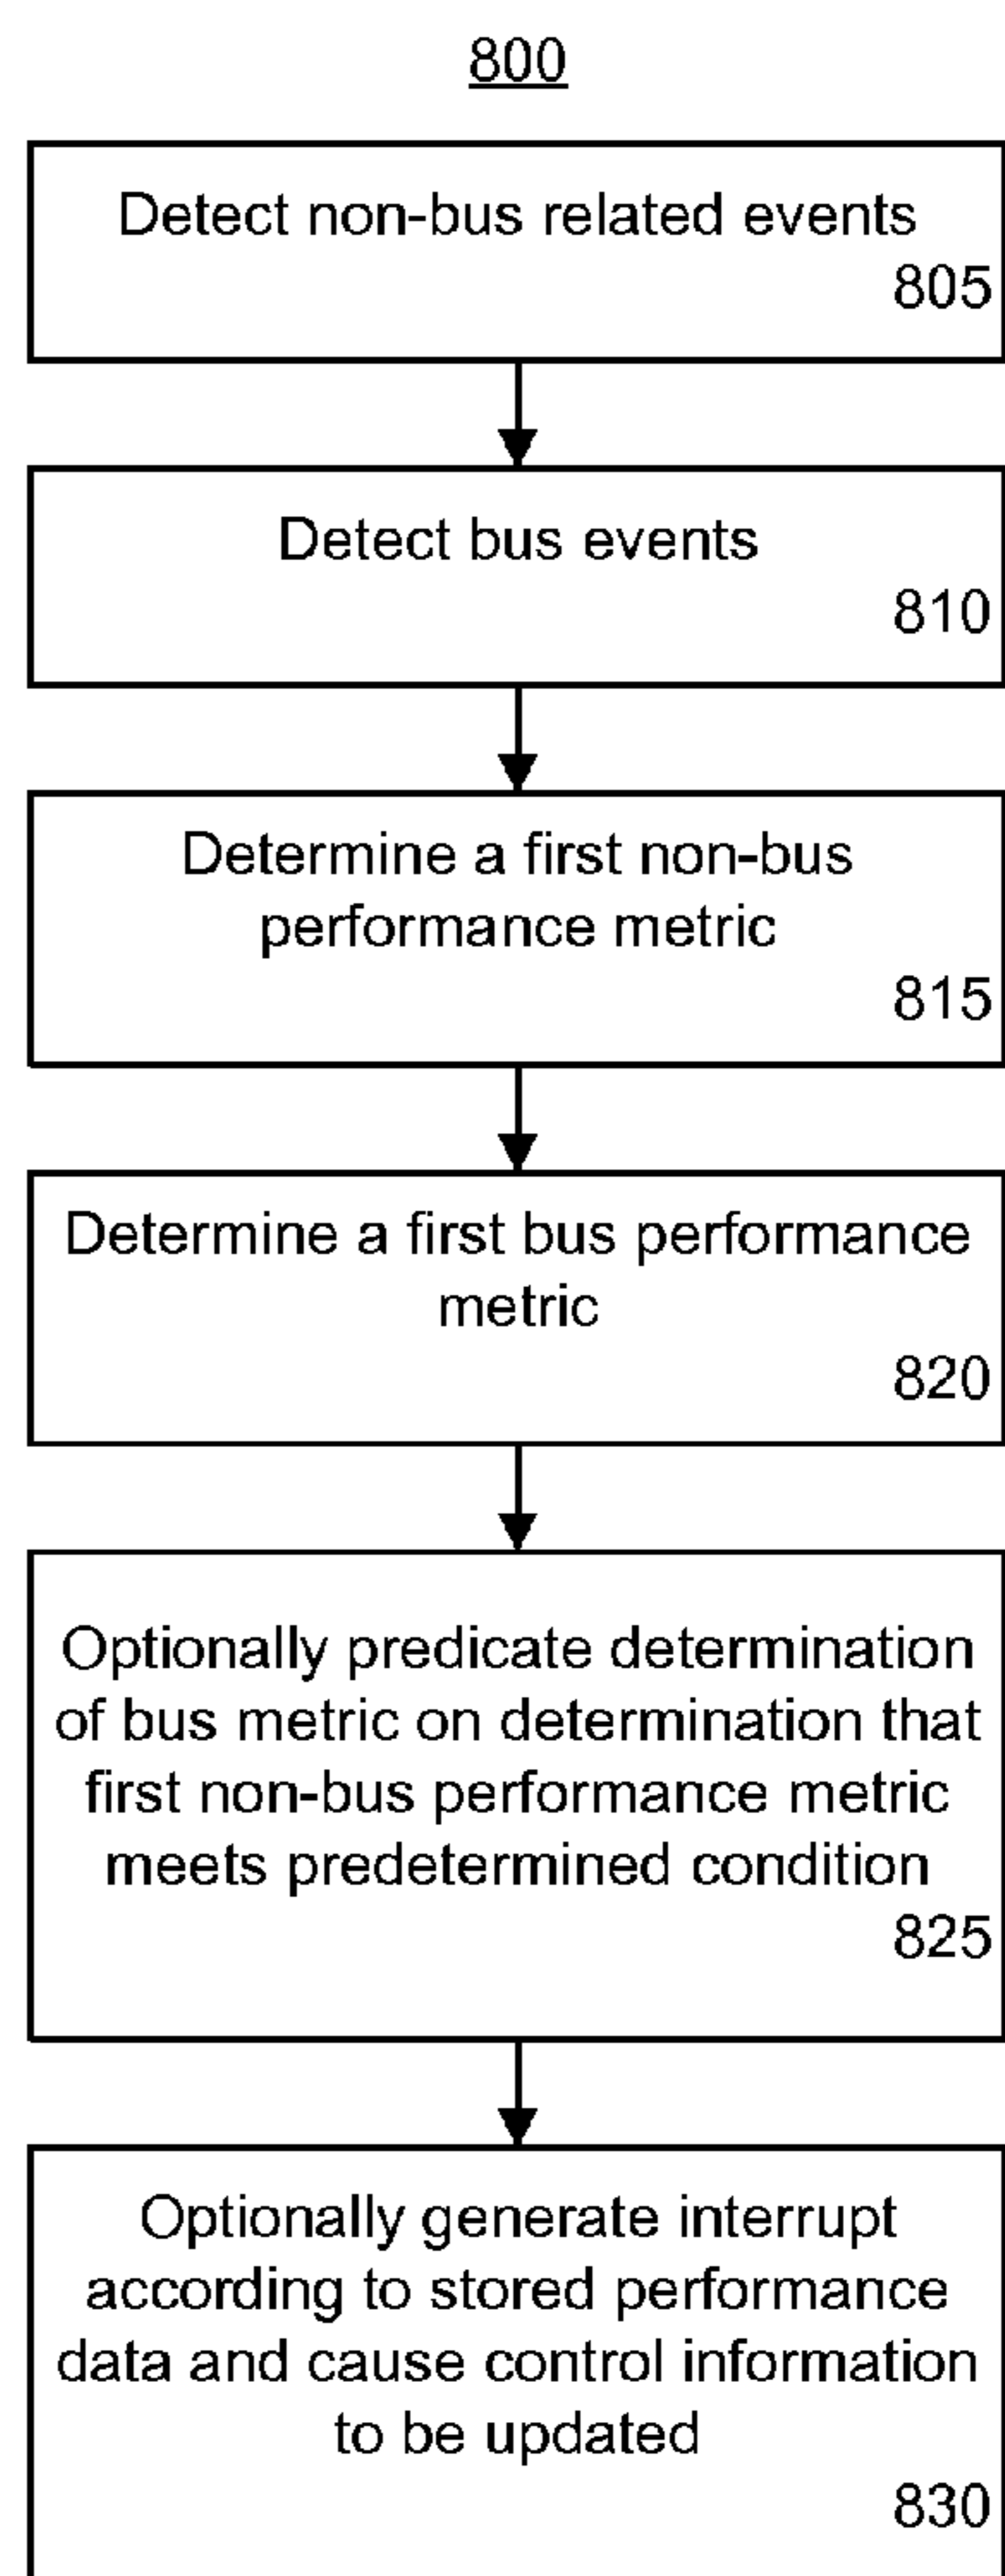 800
Detect non-bus related events
805
Detect bus events
810
Determine a first non-bus
performance metric
815
Determine a first bus performance
metric
820
Optionally predicate determination
of bus metric on determination that
first non-bus performance metric
meets predetermined condition
825
Optionally generate interrupt
according to stored performance
data and cause control information
to be updated
830